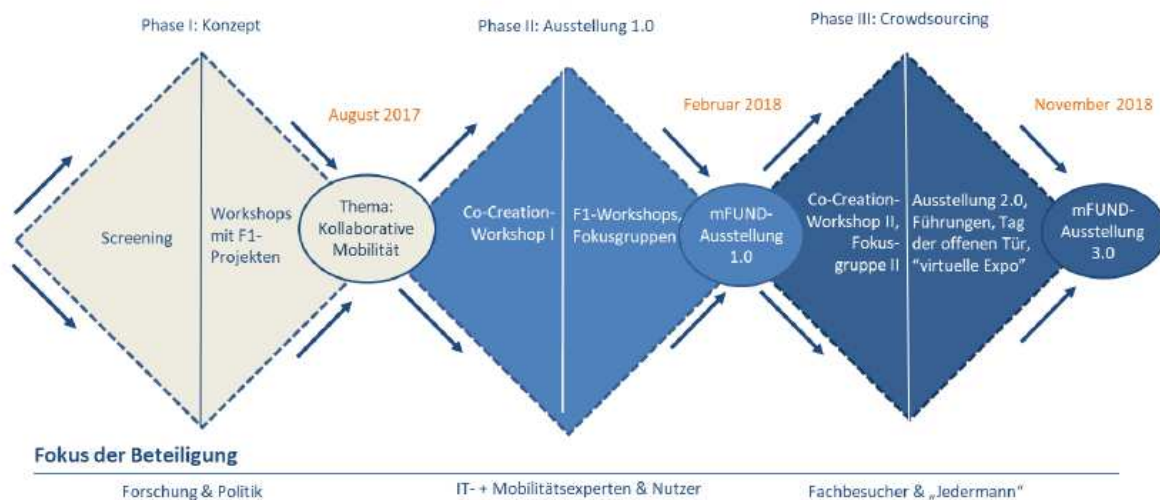 Phase I: Konzept
Phase II: Ausstellung 1.0
Phase III: Crowdsourcing
August 2017
Februar 2018
November 2018
Screening
Workshops
mit F1-
Projekten
Thema:
Kollaborative
Mobilität
Co-Creation-
Workshop I
F1-Workshops,
Fokusgruppen
mFUND-
Ausstellung
1.0
Co-Creation-
Workshop II,
Fokus-
gruppe II
Ausstellung 2.0,
Führungen, Tag
der offenen Tür,
“virtuelle Expo”
mFUND-
Ausstellung
3.0
Fokus der Beteiligung
Forschung & Politik
IT- + Mobilitätsexperten & Nutzer
Fachbesucher & „Jedermann“